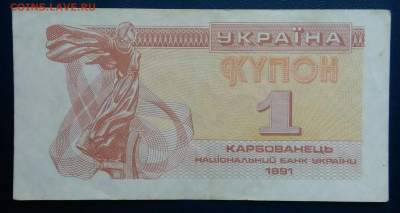 COINS.LAVE.RU
УКРАЇНА
КУПОН
1
КАРБОВАНЕЦЬ
НАЦІОНАЛЬНИЙ БАНК УКРАЇНИ
1991